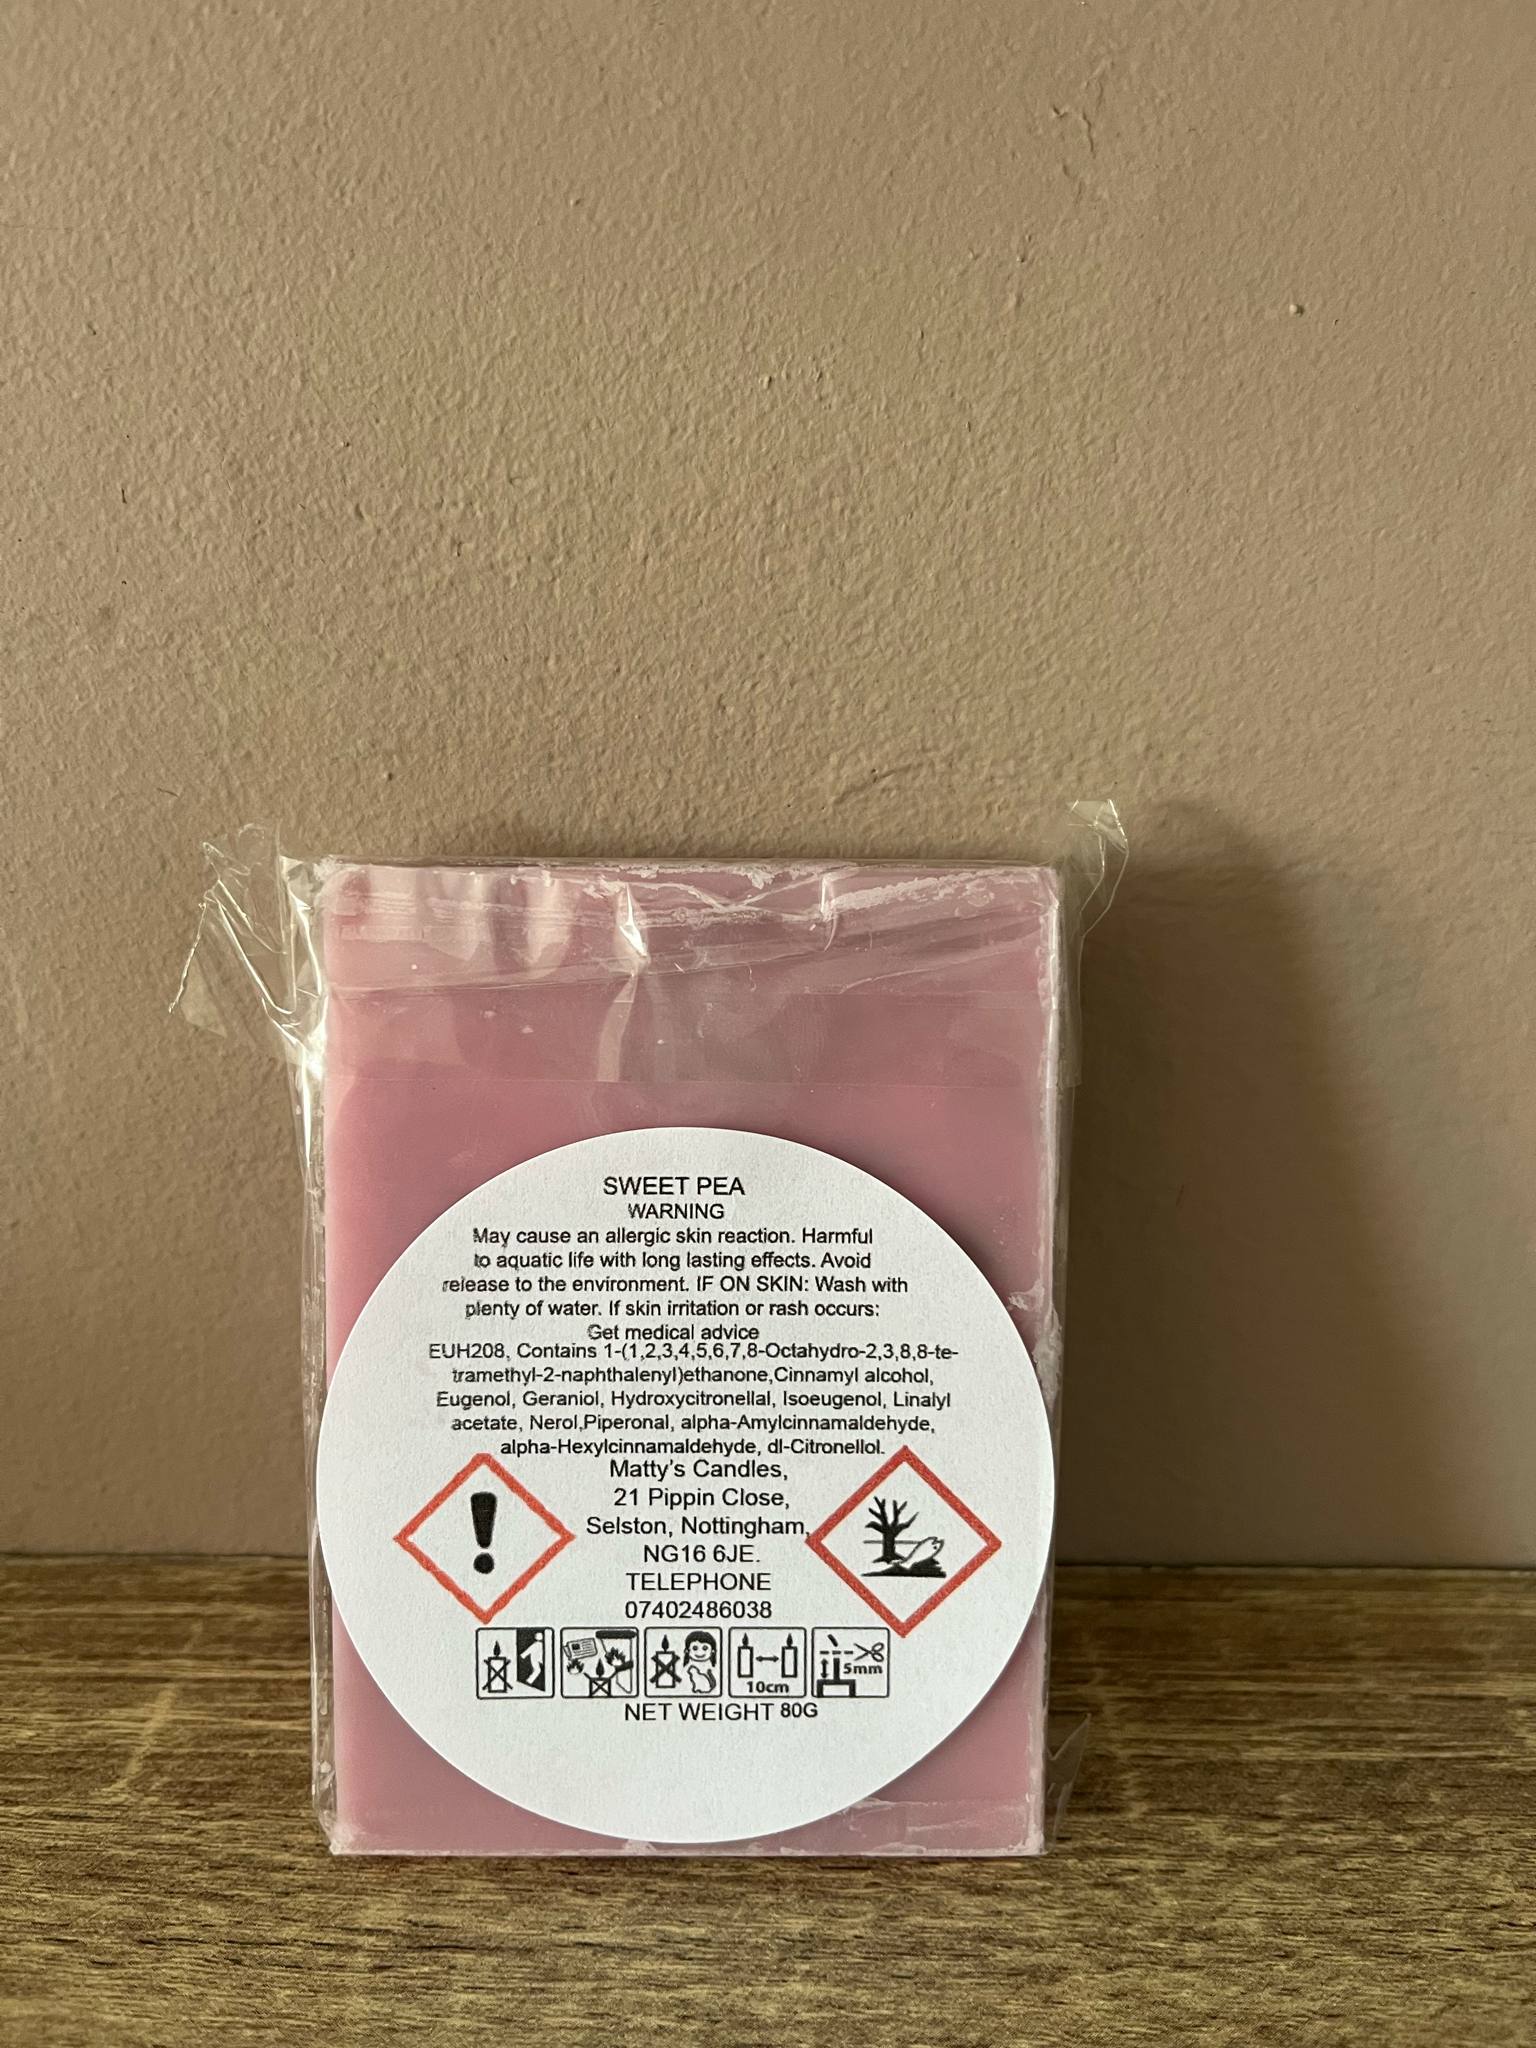 SWEET PEA
WARNING
May cause an allergic skin reaction. Harmful
to aquatic life with long lasting effects. Avoid
release to the environment. IF ON SKIN: Wash with
plenty of water. If skin irritation or rash occurs:
Get medical advice
EUH208, Contains 1-(1,2,3,4,5,6,7,8-Octahydro-2,3,8,8-te-
tramethyl-2-naphthalenyl)ethanone,Cinnamyl alcohol,
Eugenol, Geraniol, Hydroxycitronellal, Isoeugenol, Linalyl
acetate, Nerol,Piperonal, alpha-Amylcinnamaldehyde,
alpha-Hexylcinnamaldehyde, dl-Citronellol.
Matty's Candles,
21 Pippin Close,
Selston, Nottingham,
NG16 6JE.
TELEPHONE
07402486038
10cm
5mm
NET WEIGHT 80G